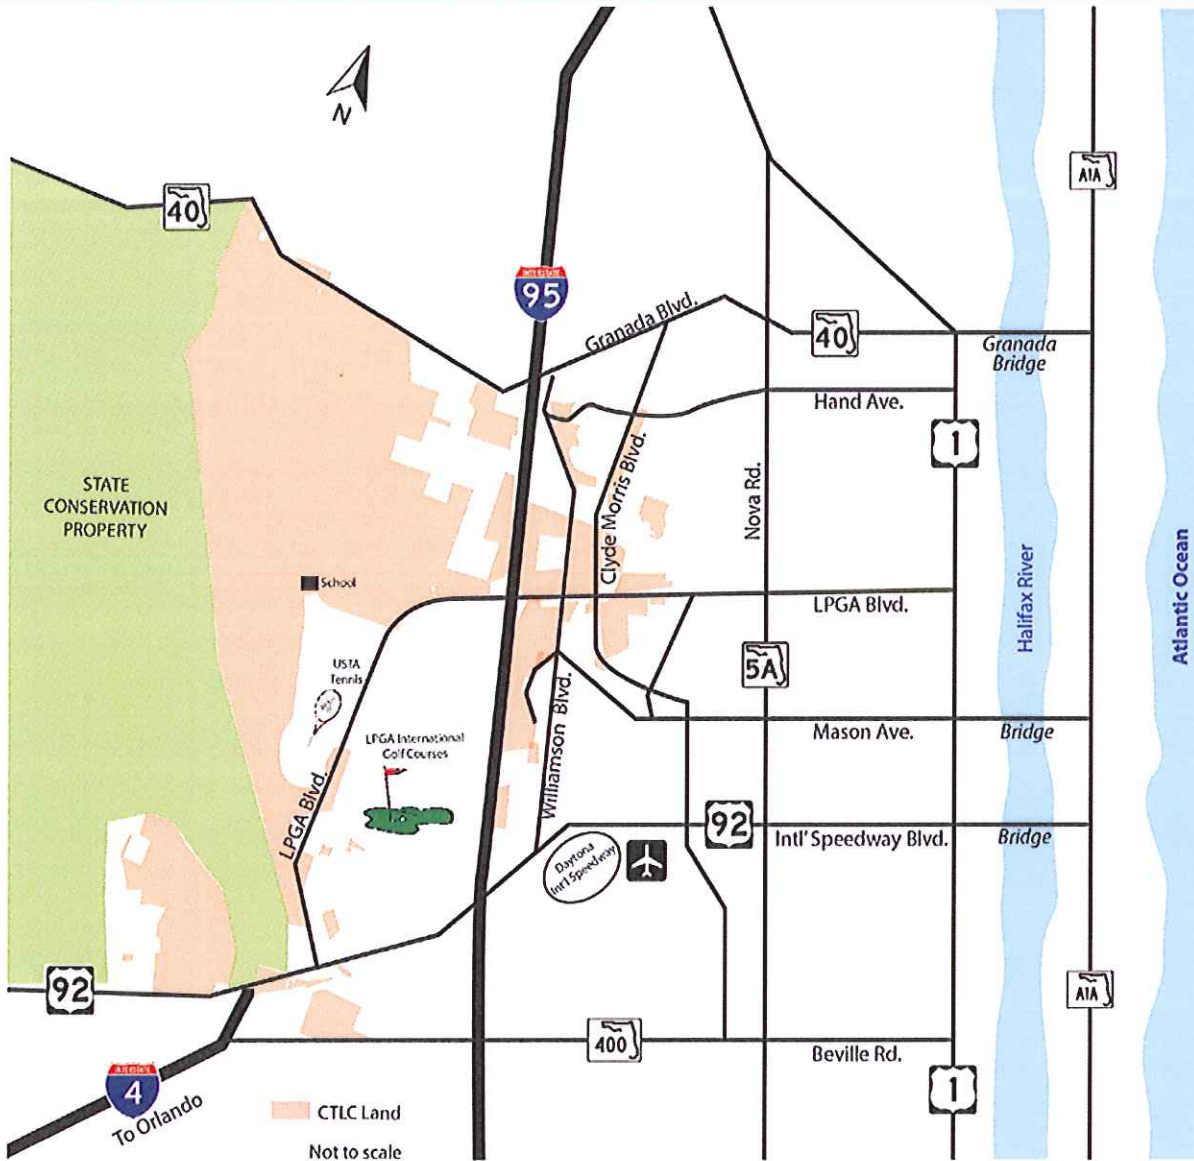 N
A1A
40
INTERSTATE
95
Granada Blvd.
40
Granada
Bridge
Hand Ave.
1
STATE
CONSERVATION
PROPERTY
Clyde Morris Blvd.
Nova Rd.
Halifax River
Atlantic Ocean
School
LPGA Blvd.
USTA
Tennis
5A
LPGA International
Golf Courses
Williamson Blvd.
Mason Ave.
Bridge
LPGA Blvd.
92
Intl' Speedway Blvd.
Bridge
Daytona
Int'l Speedway
92
A1A
400
Beville Rd.
INTERSTATE
4
To Orlando
1
CTLC Land
Not to scale